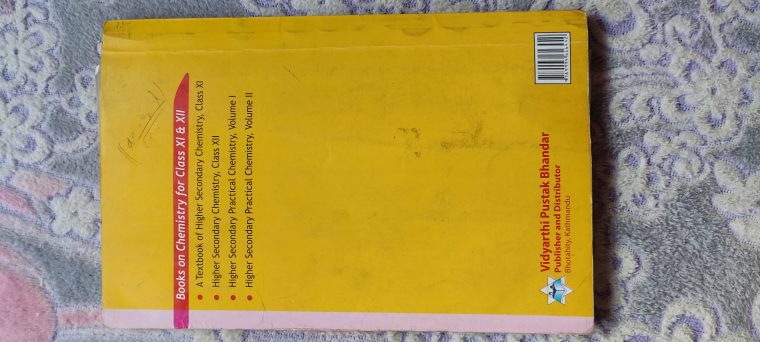 Books on Chemistry for Class XI & XII
A Textbook of Higher Secondary Chemistry, Class XI
Higher Secondary Chemistry, Class XII
Higher Secondary Practical Chemistry, Volume I
Higher Secondary Practical Chemistry, Volume II
Vidyarthi Pustak Bhandar
Publisher and Distributor
Bhotahity, Kathmandu